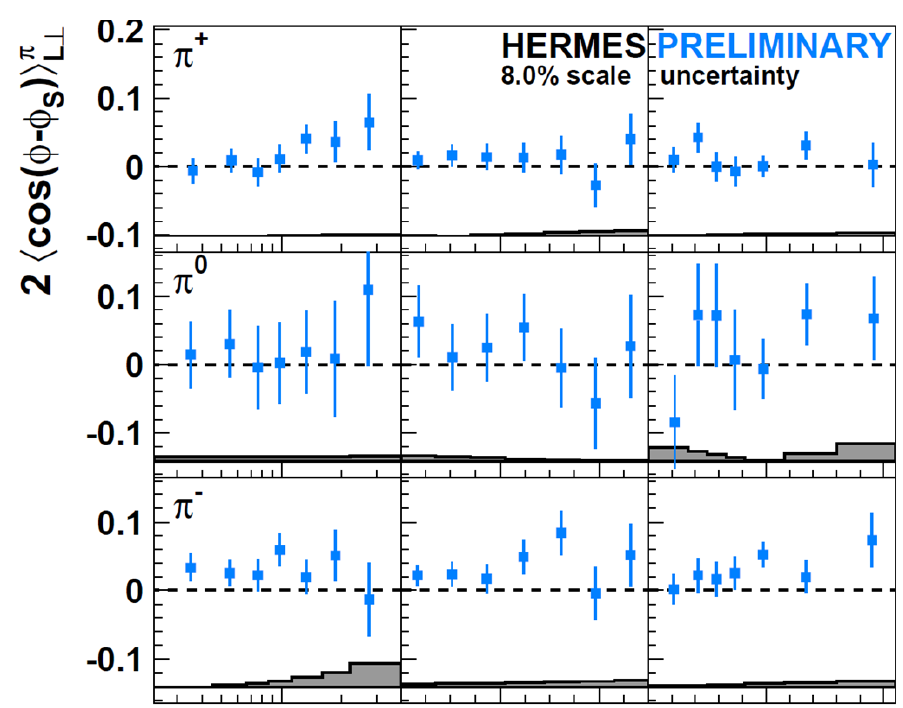 2 ⟨cos(ϕ-ϕS)⟩πL⊥
0.2
0.1
0
-0.1
π+
HERMES PRELIMINARY
8.0% scale uncertainty
0.1
0
-0.1
π0
0.1
0
-0.1
π-